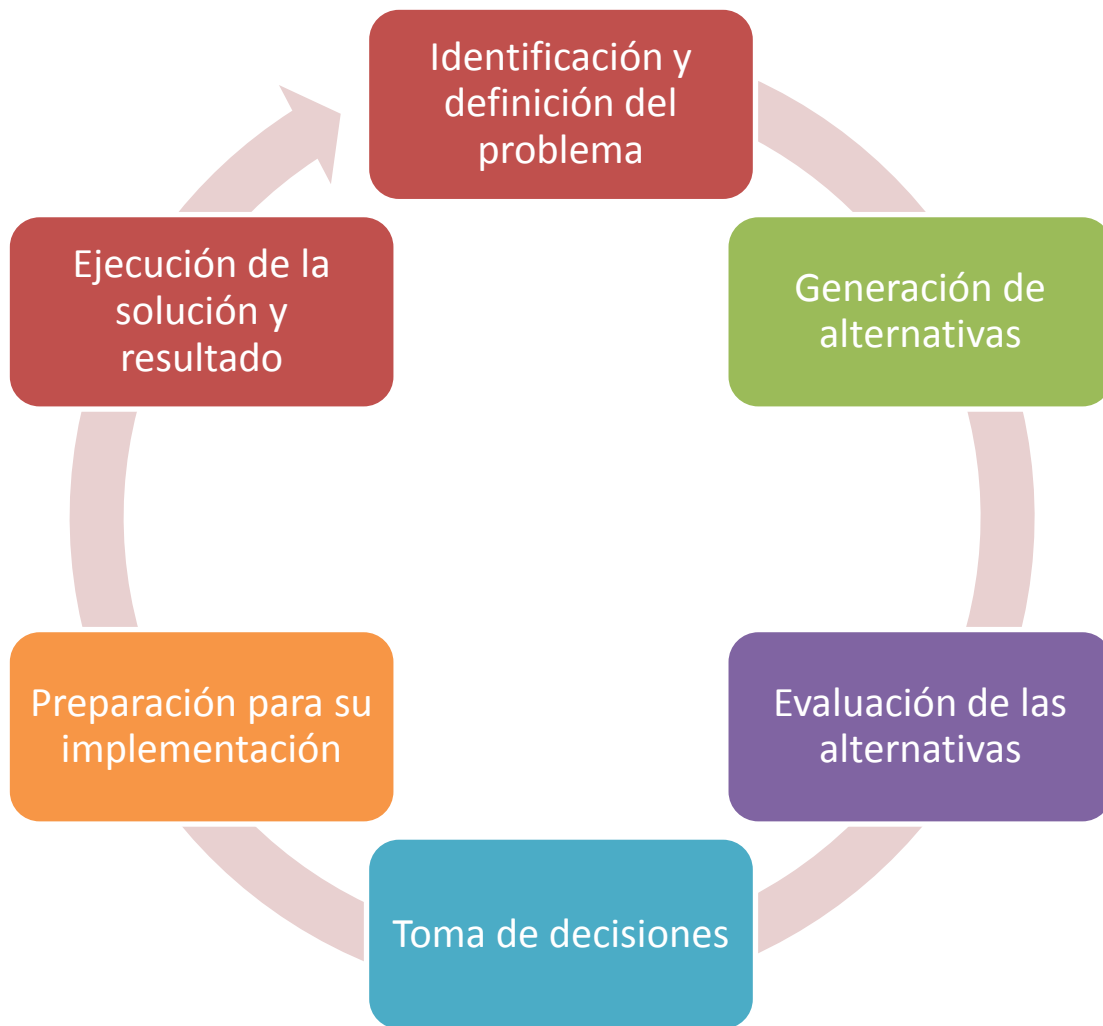 Identificación y
definición del
problema
Generación de
alternativas
Evaluación de las
alternativas
Toma de decisiones
Preparación para su
implementación
Ejecución de la
solución y
resultado